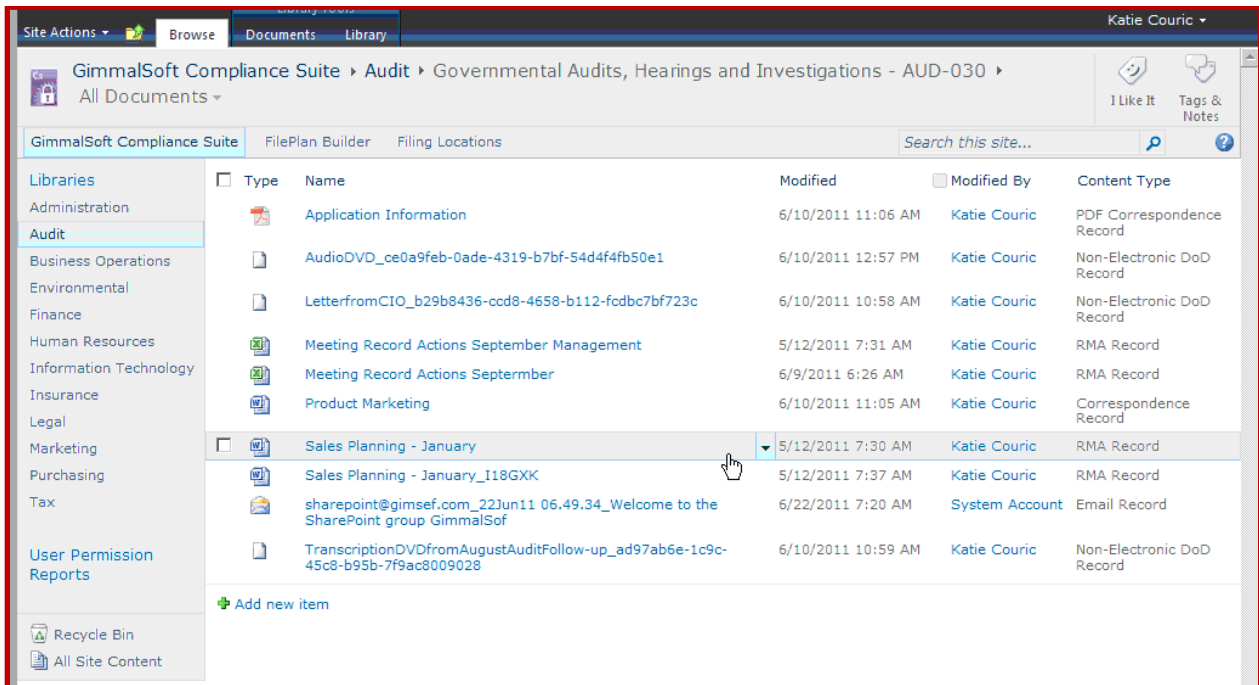 Library Tools
Katie Couric
Site Actions
Browse
Documents
Library
GimmalSoft Compliance Suite Audit Governmental Audits, Hearings and Investigations - AUD-030
All Documents
I Like It
Tags &
Notes
GimmalSoft Compliance Suite
FilePlan Builder
Filing Locations
Search this site...
Libraries
Administration
Audit
Business Operations
Environmental
Finance
Human Resources
Information Technology
Insurance
Legal
Marketing
Purchasing
Tax
User Permission
Reports
Recycle Bin
All Site Content
Type Name Modified Modified By Content Type
Application Information 6/10/2011 11:06 AM Katie Couric PDF Correspondence
Record
AudioDVD_ce0a9feb-0ade-4319-b7bf-54d4f4fb50e1 6/10/2011 12:57 PM Katie Couric Non-Electronic DoD
Record
LetterfromCIO_b29b8436-ccd8-4658-b112-fcdbc7bf723c 6/10/2011 10:58 AM Katie Couric Non-Electronic DoD
Record
Meeting Record Actions September Management 5/12/2011 7:31 AM Katie Couric RMA Record
Meeting Record Actions Septermber 6/9/2011 6:26 AM Katie Couric RMA Record
Product Marketing 6/10/2011 11:05 AM Katie Couric Correspondence
Record
Sales Planning - January 5/12/2011 7:30 AM Katie Couric RMA Record
Sales Planning - January_I18GXK 5/12/2011 7:37 AM Katie Couric RMA Record
sharepoint@gimsef.com_22Jun11 06.49.34_Welcome to the 6/22/2011 7:20 AM System Account Email Record
SharePoint group GimmalSof
TranscriptionDVDfromAugustAuditFollow-up_ad97ab6e-1c9c- 6/10/2011 10:59 AM Katie Couric Non-Electronic DoD
45c8-b95b-7f9ac8009028 Record
Add new item